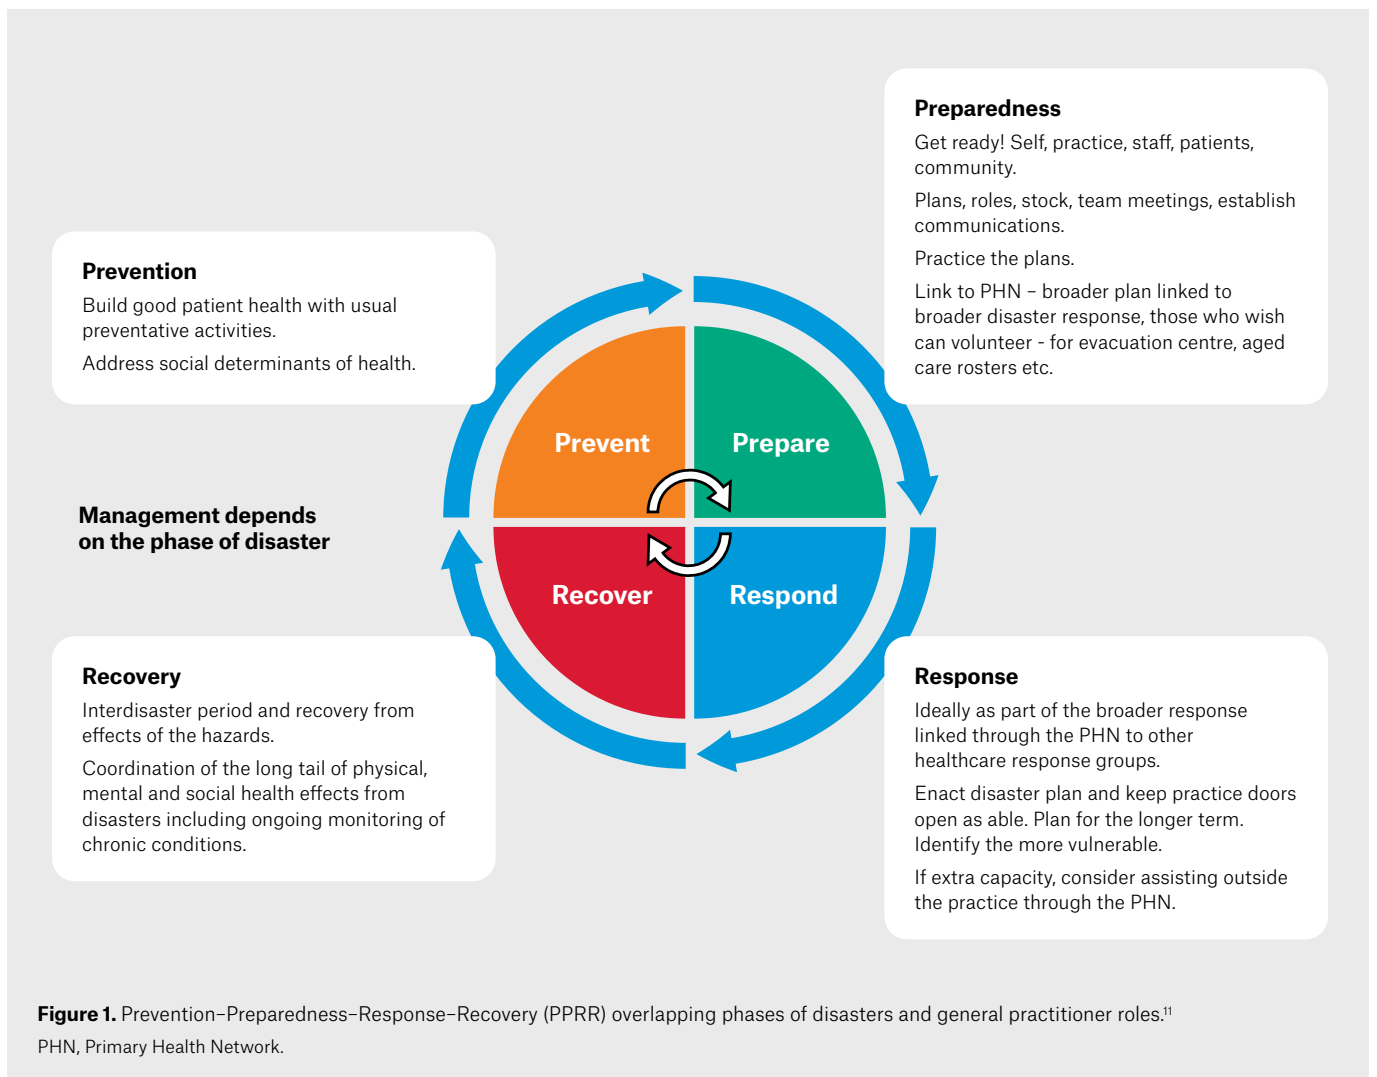 Preparedness
Get ready! Self, practice, staff, patients,
community.
Plans, roles, stock, team meetings, establish
communications.
Practice the plans.
Link to PHN – broader plan linked to
broader disaster response, those who wish
can volunteer - for evacuation centre, aged
care rosters etc.
Prevention
Build good patient health with usual
preventative activities.
Address social determinants of health.
Prevent
Prepare
Management depends
on the phase of disaster
Recover
Respond
Recovery
Interdisaster period and recovery from
effects of the hazards.
Coordination of the long tail of physical,
mental and social health effects from
disasters including ongoing monitoring of
chronic conditions.
Response
Ideally as part of the broader response
linked through the PHN to other
healthcare response groups.
Enact disaster plan and keep practice doors
open as able. Plan for the longer term.
Identify the more vulnerable.
If extra capacity, consider assisting outside
the practice through the PHN.
Figure 1. Prevention–Preparedness–Response–Recovery (PPRR) overlapping phases of disasters and general practitioner roles.¹¹
PHN, Primary Health Network.